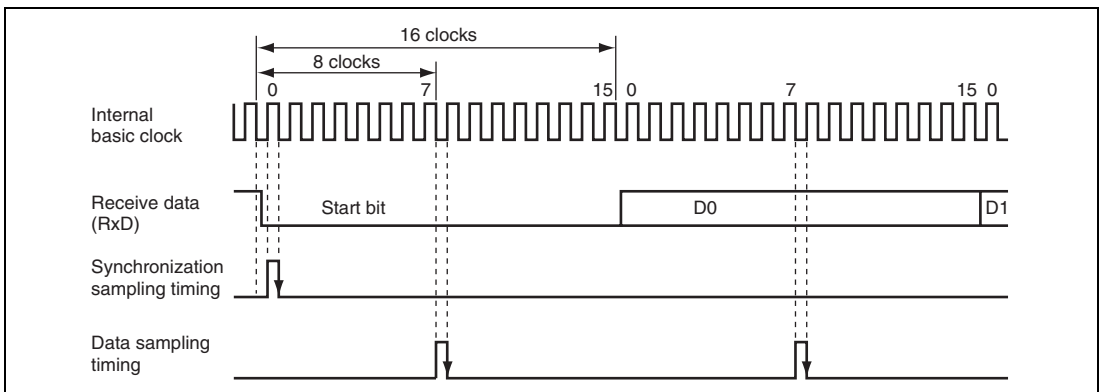 16 clocks
8 clocks
0 7 15 0 7 15 0
Internal
basic clock
Receive data
(RxD)
Start bit D0 D1
Synchronization
sampling timing
Data sampling
timing